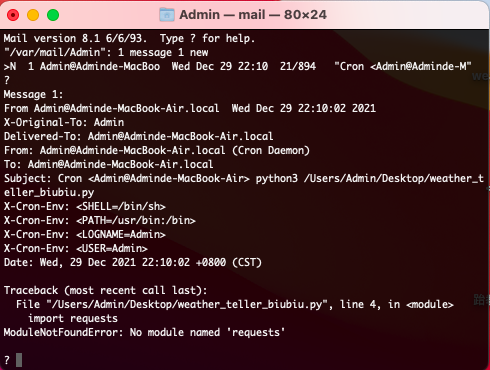 Admin — mail — 80×24
Mail version 8.1 6/6/93.  Type ? for help.
"/var/mail/Admin": 1 message 1 new
>N  1 Admin@Adminde-MacBoo  Wed Dec 29 22:10  21/894   "Cron <Admin@Adminde-M"
?
Message 1:
From Admin@Adminde-MacBook-Air.local  Wed Dec 29 22:10:02 2021
X-Original-To: Admin
Delivered-To: Admin@Adminde-MacBook-Air.local
From: Admin@Adminde-MacBook-Air.local (Cron Daemon)
To: Admin@Adminde-MacBook-Air.local
Subject: Cron <Admin@Adminde-MacBook-Air> python3 /Users/Admin/Desktop/weather_t
eller_biubiu.py
X-Cron-Env: <SHELL=/bin/sh>
X-Cron-Env: <PATH=/usr/bin:/bin>
X-Cron-Env: <LOGNAME=Admin>
X-Cron-Env: <USER=Admin>
Date: Wed, 29 Dec 2021 22:10:02 +0800 (CST)

Traceback (most recent call last):
  File "/Users/Admin/Desktop/weather_teller_biubiu.py", line 4, in <module>
    import requests
ModuleNotFoundError: No module named 'requests'

?